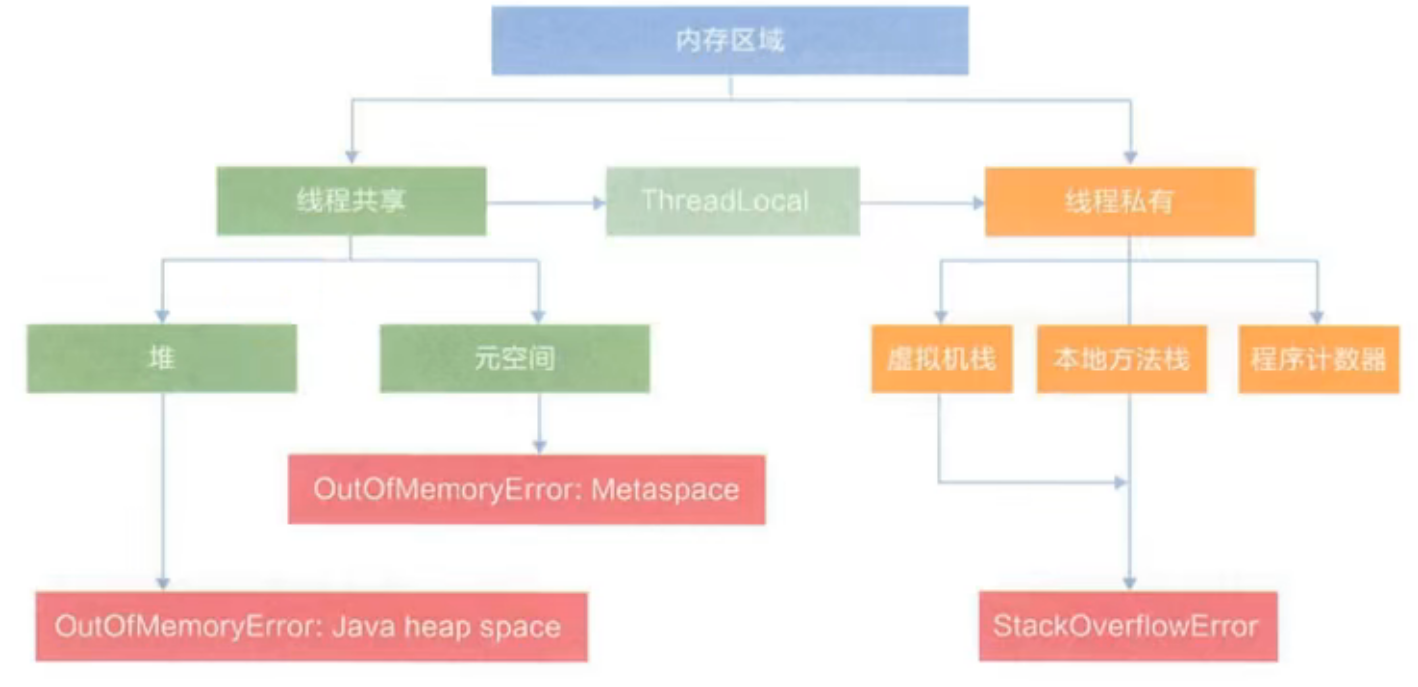 内存区域
线程共享
ThreadLocal
线程私有
堆
元空间
虚拟机栈
本地方法栈
程序计数器
OutOfMemoryError: Metaspace
OutOfMemoryError: Java heap space
StackOverflowError